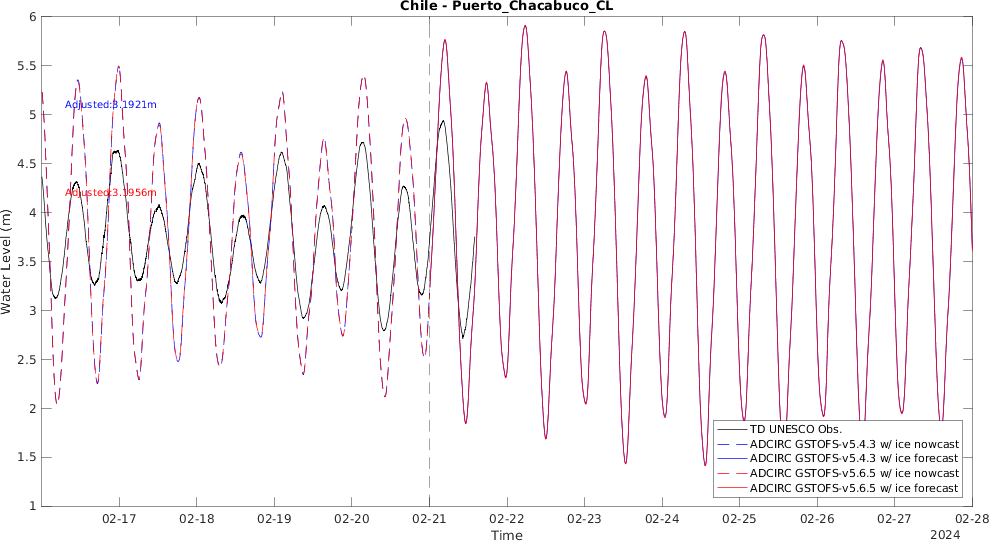 Chile - Puerto_Chacabuco_CL
6
5.5
5
4.5
4
3.5
3
2.5
2
1.5
1
Water Level (m)
Adjusted:3.1921m
Adjusted:3.1956m
TD UNESCO Obs.
ADCIRC GSTOFS-v5.4.3 w/ ice nowcast
ADCIRC GSTOFS-v5.4.3 w/ ice forecast
ADCIRC GSTOFS-v5.6.5 w/ ice nowcast
ADCIRC GSTOFS-v5.6.5 w/ ice forecast
02-17 02-18 02-19 02-20 02-21 02-22 02-23 02-24 02-25 02-26 02-27 02-28
Time
2024